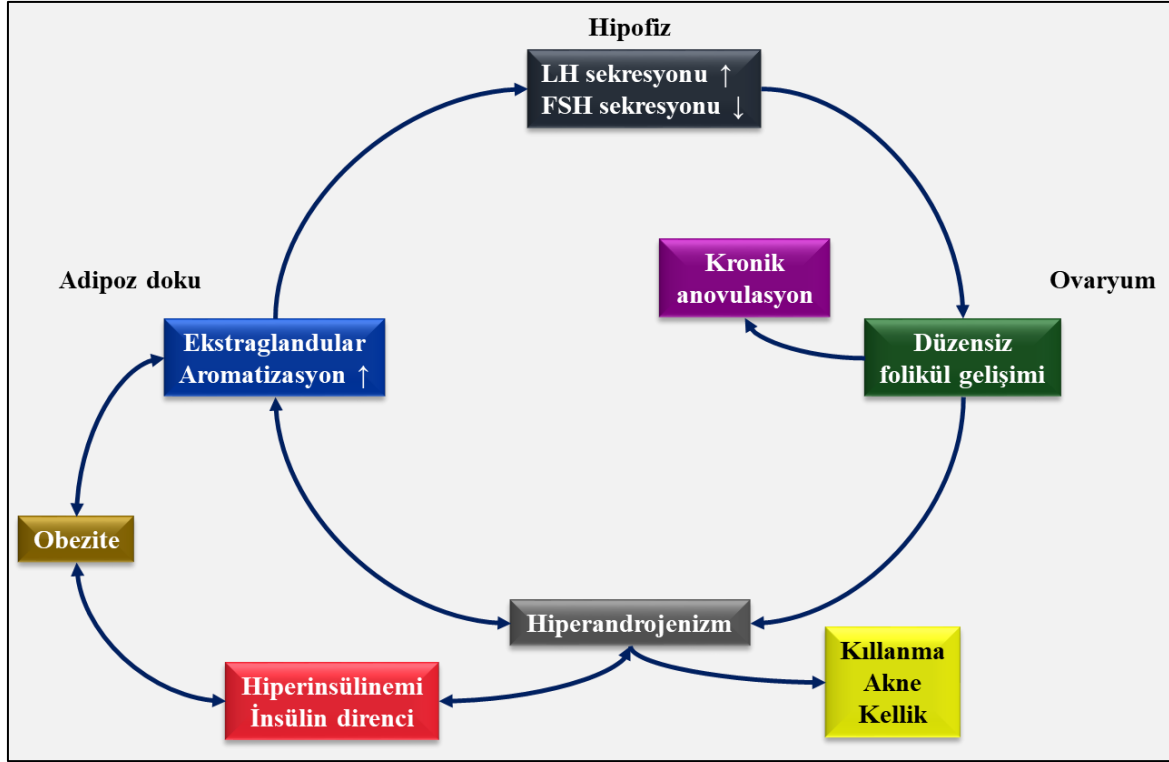 Hipofiz
LH sekresyonu ↑
FSH sekresyonu ↓
Kronik
anovulasyon
Adipoz doku
Ovaryum
Ekstraglandular
Aromatizasyon ↑
Düzensiz
folikül gelişimi
Obezite
Hiperandrojenizm
Kıllanma
Akne
Kellik
Hiperinsülinemi
İnsülin direnci